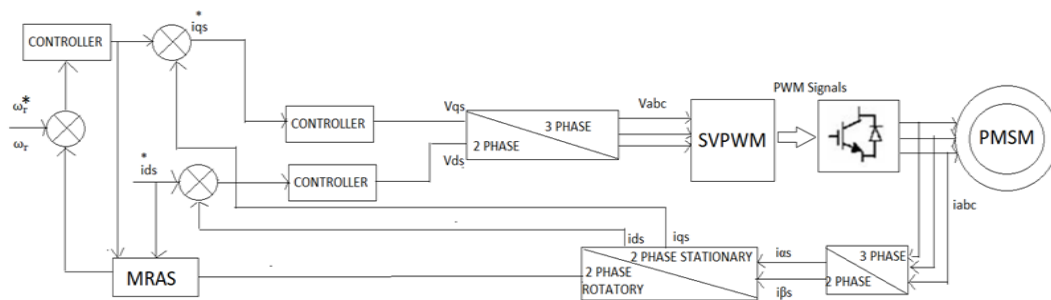 *
iqs
CONTROLLER
ωr*
ωr
PWM Signals
CONTROLLER
Vqs
3 PHASE
2 PHASE
Vabc
SVPWM
PMSM
*
ids
CONTROLLER
Vds
iabc
ids
iqs
2 PHASE STATIONARY
2 PHASE
ROTATORY
iαs
iβs
3 PHASE
2 PHASE
MRAS